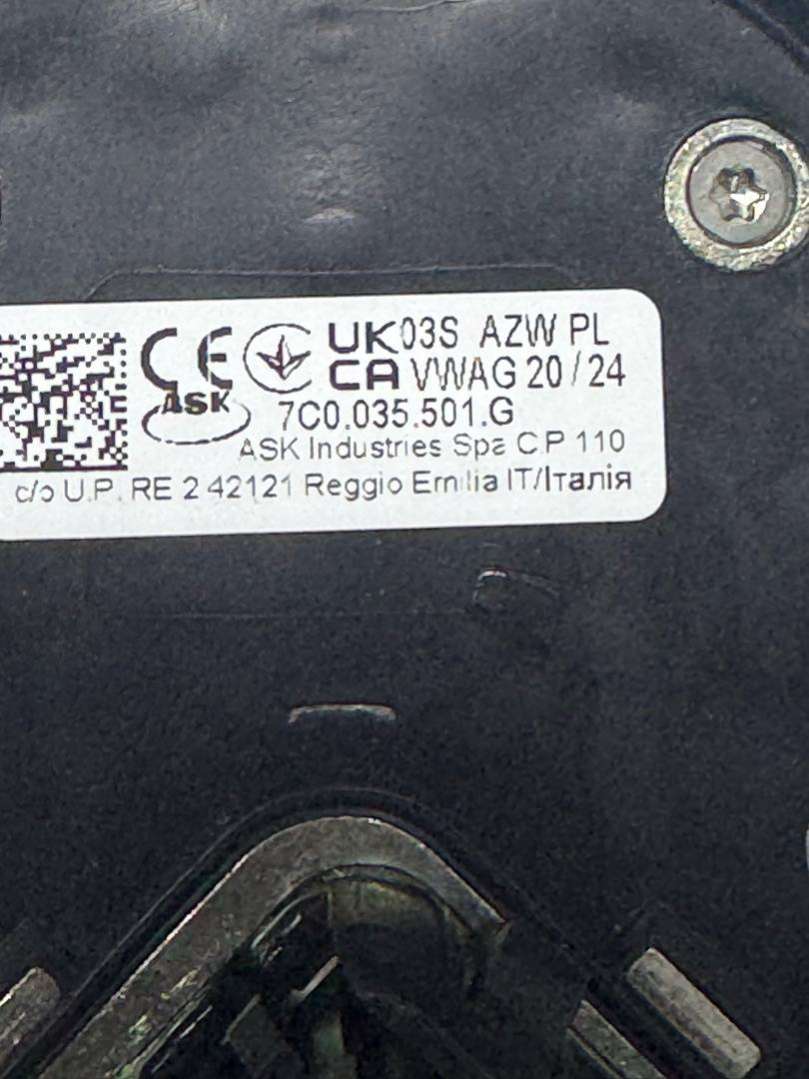 CE UK 03S AZW PL
CA VWAG 20/24
ASK
7C0.035.501.G
ASK Industries Spa C.P 110
c/o U.P. RE 2 42121 Reggio Emilia IT/Італія